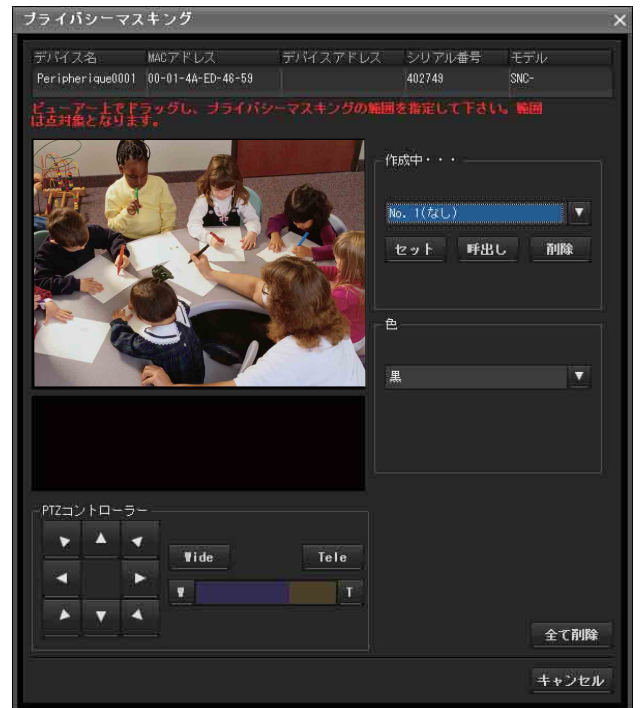 プライバシーマスキング
デバイス名 MACアドレス デバイスアドレス シリアル番号 モデル
Peripherique0001 00-01-4A-ED-46-59 402749 SNC-
ビューアー上でドラッグし、プライバシーマスキングの範囲を指定して下さい。範囲
は点対象となります。
作成中・・・
No. 1(なし)
セット 呼出し 削除
色
黒
PTZコントローラー
Wide Tele
W T
全て削除
キャンセル